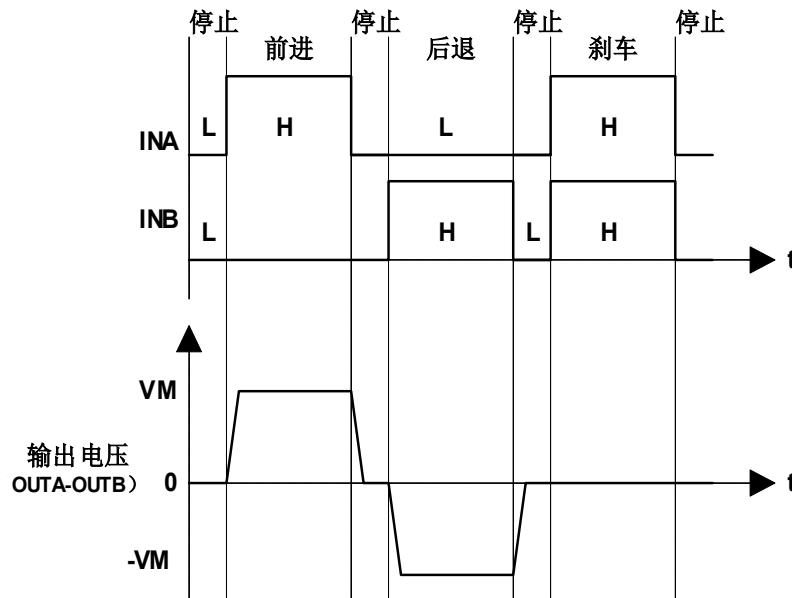 停止 前进 停止 后退 停止 刹车 停止
INA L H L H
INB L H L H
t
VM
输出电压
OUTA-OUTB） 0 t
-VM